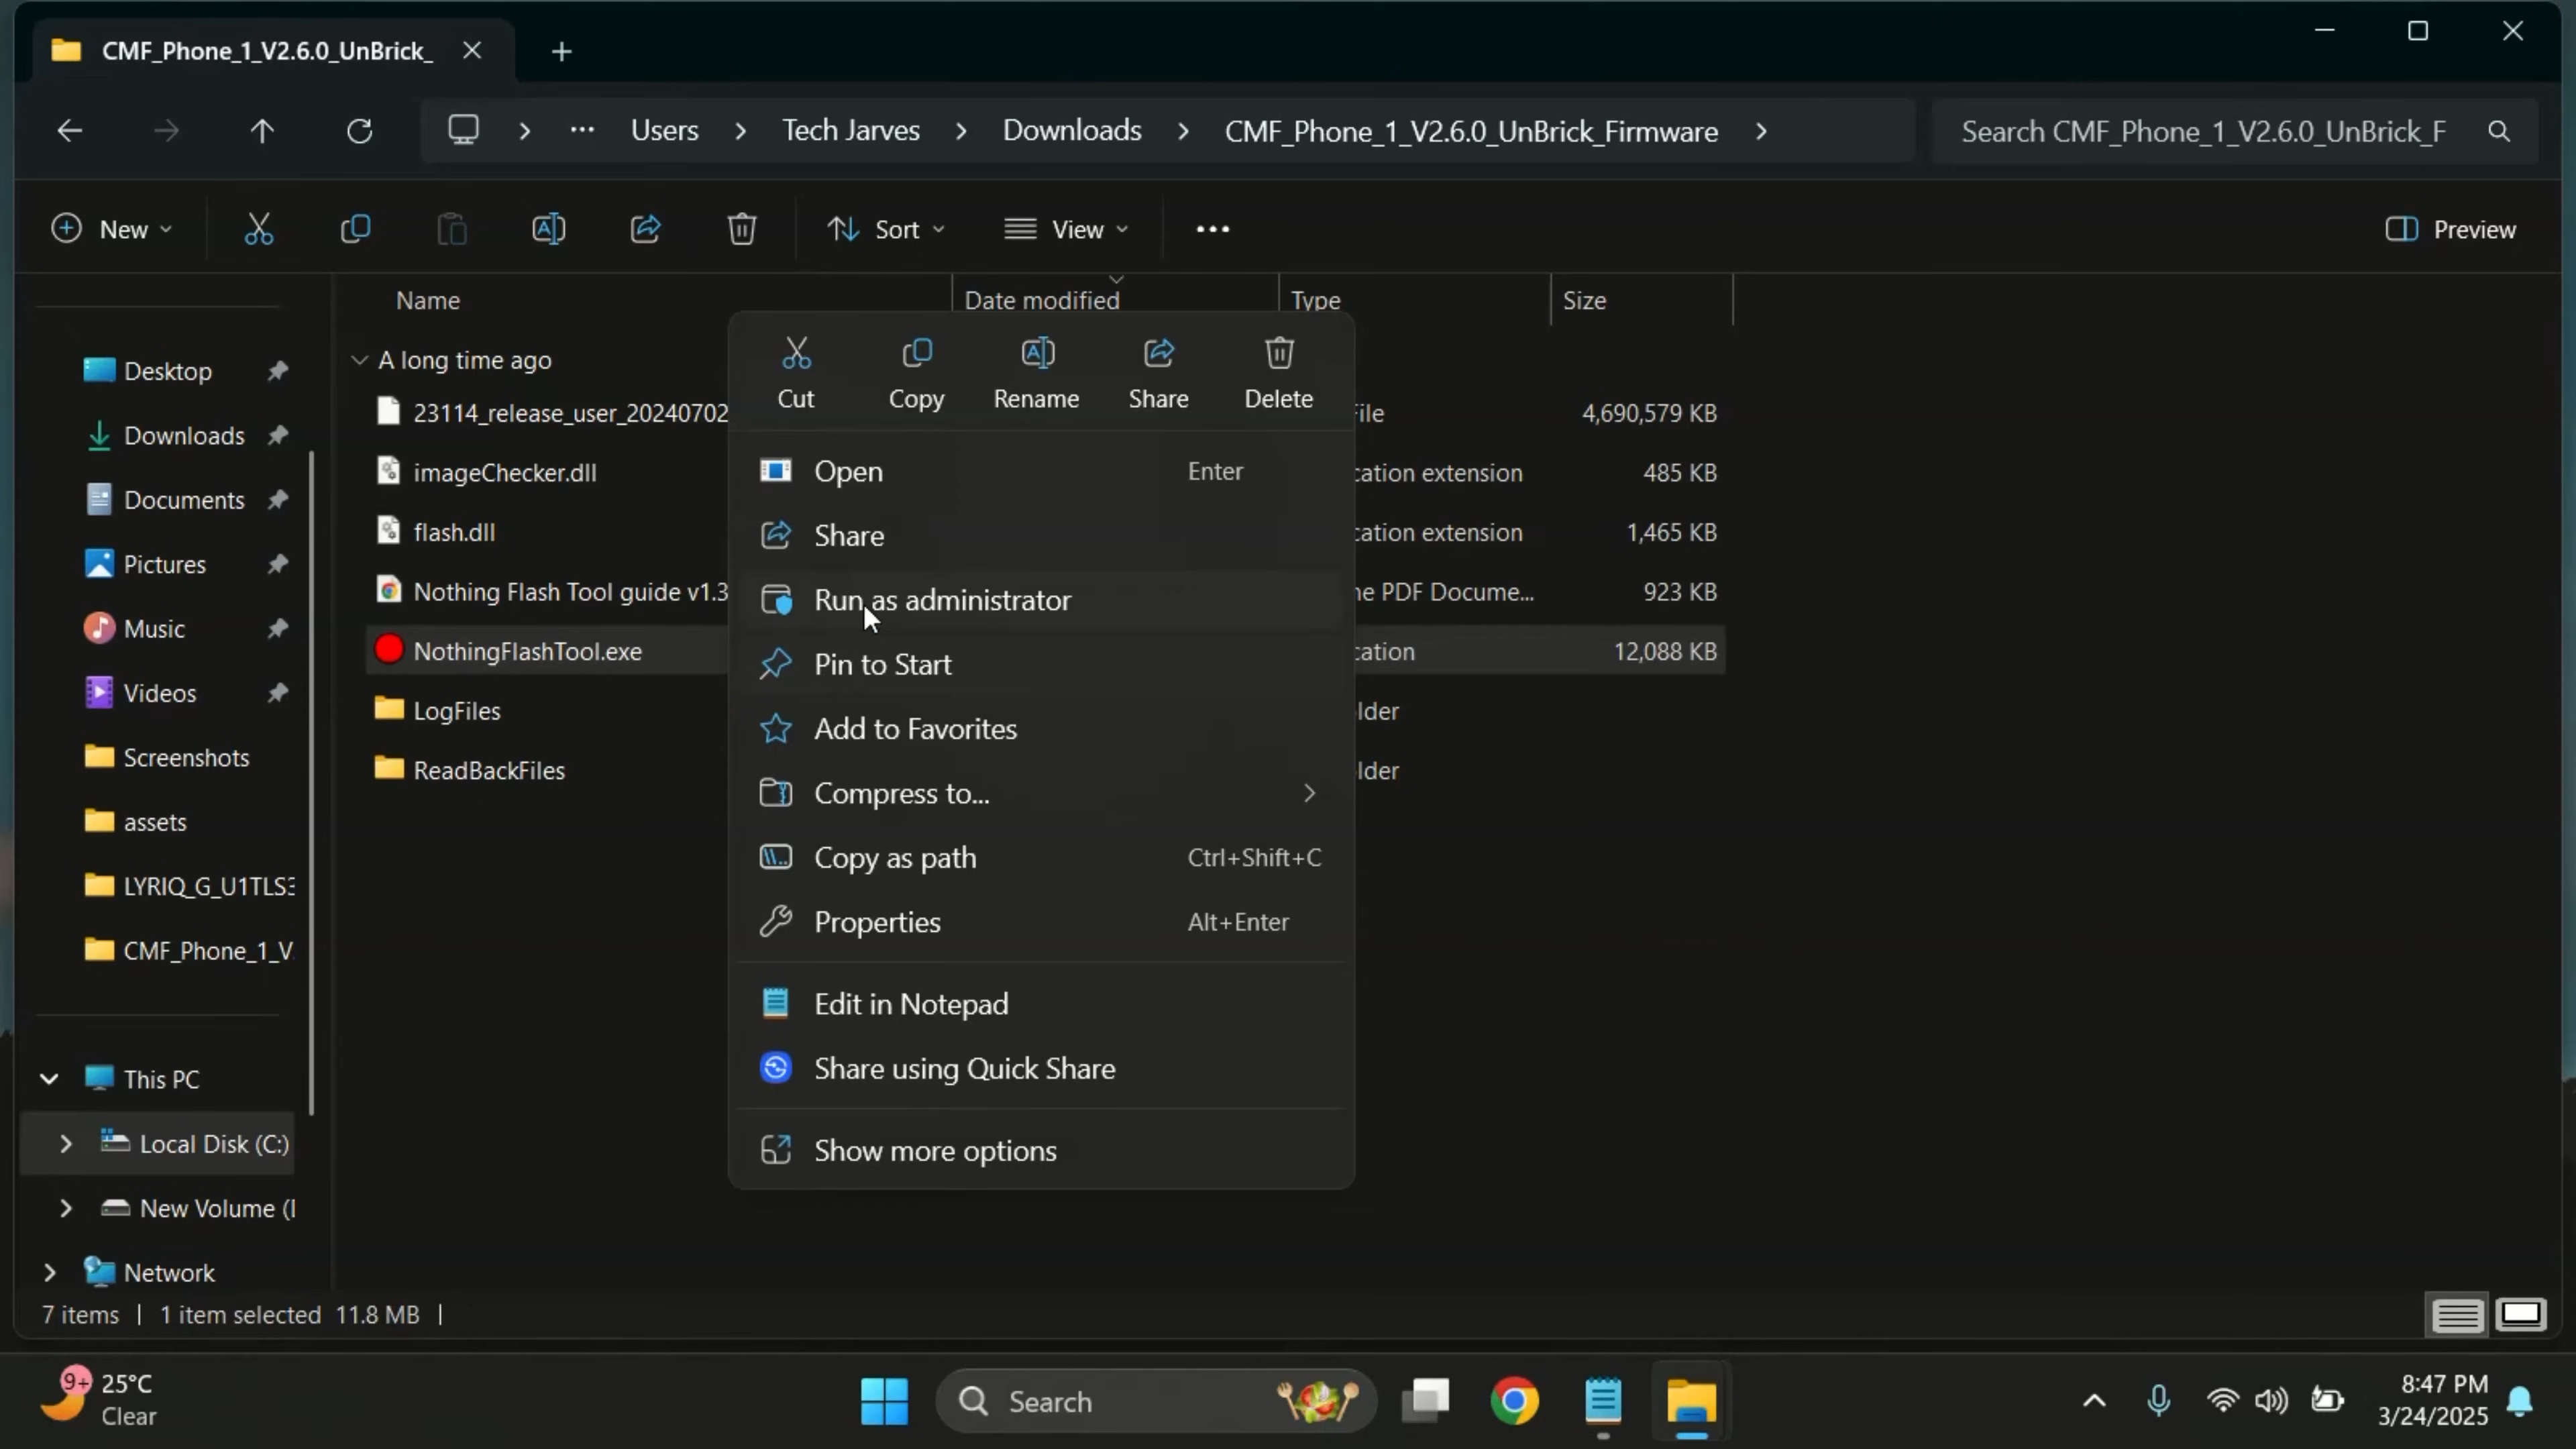 CMF_Phone_1_V2.6.0_UnBrick_
Users
Tech Jarves
Downloads
CMF_Phone_1_V2.6.0_UnBrick_Firmware
Search CMF_Phone_1_V2.6.0_UnBrick_F
New
Sort
View
Preview
Name
Date modified
Type
Size
Desktop
Downloads
Documents
Pictures
Music
Videos
Screenshots
assets
LYRIQ_G_U1TLS3
CMF_Phone_1_V.
This PC
Local Disk (C:)
New Volume (
Network
A long time ago
23114_release_user_20240702
File
4,690,579 KB
imageChecker.dll
cation extension
485 KB
flash.dll
cation extension
1,465 KB
Nothing Flash Tool guide v1.3
ne PDF Docume...
923 KB
NothingFlashTool.exe
cation
12,088 KB
LogFiles
lder
ReadBackFiles
lder
Cut
Copy
Rename
Share
Delete
Open Enter
Share
Run as administrator
Pin to Start
Add to Favorites
Compress to...
Copy as path Ctrl+Shift+C
Properties Alt+Enter
Edit in Notepad
Share using Quick Share
Show more options
7 items | 1 item selected 11.8 MB |
9+
25°C
Clear
Search
8:47 PM
3/24/2025